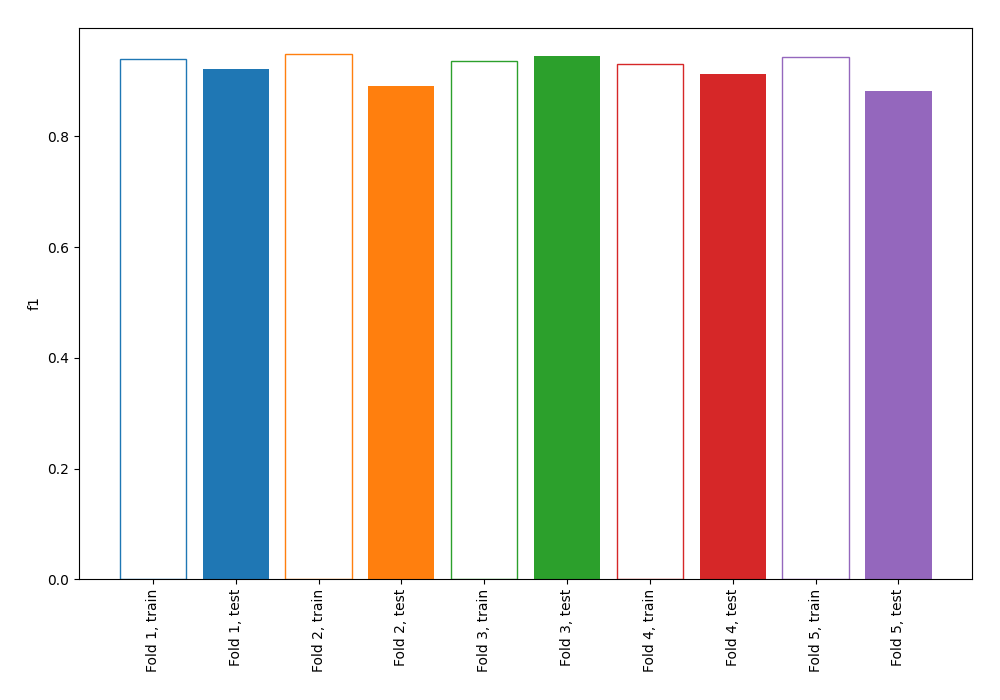 f1
0.8
0.6
0.4
0.2
0.0
Fold 1, train
Fold 1, test
Fold 2, train
Fold 2, test
Fold 3, train
Fold 3, test
Fold 4, train
Fold 4, test
Fold 5, train
Fold 5, test